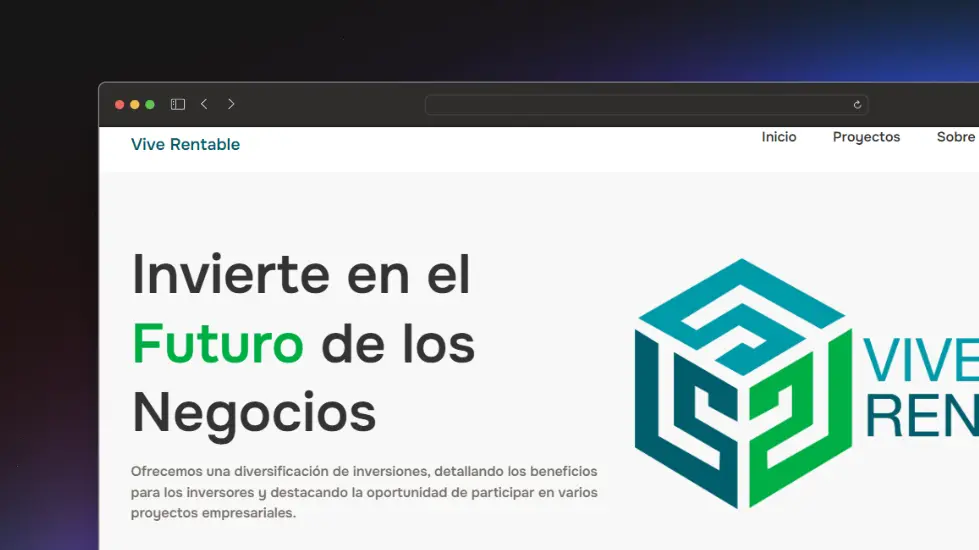 Vive Rentable
Inicio Proyectos Sobre
Invierte en el
Futuro de los
Negocios
Ofrecemos una diversificación de inversiones, detallando los beneficios
para los inversores y destacando la oportunidad de participar en varios
proyectos empresariales.
VIVE
REN